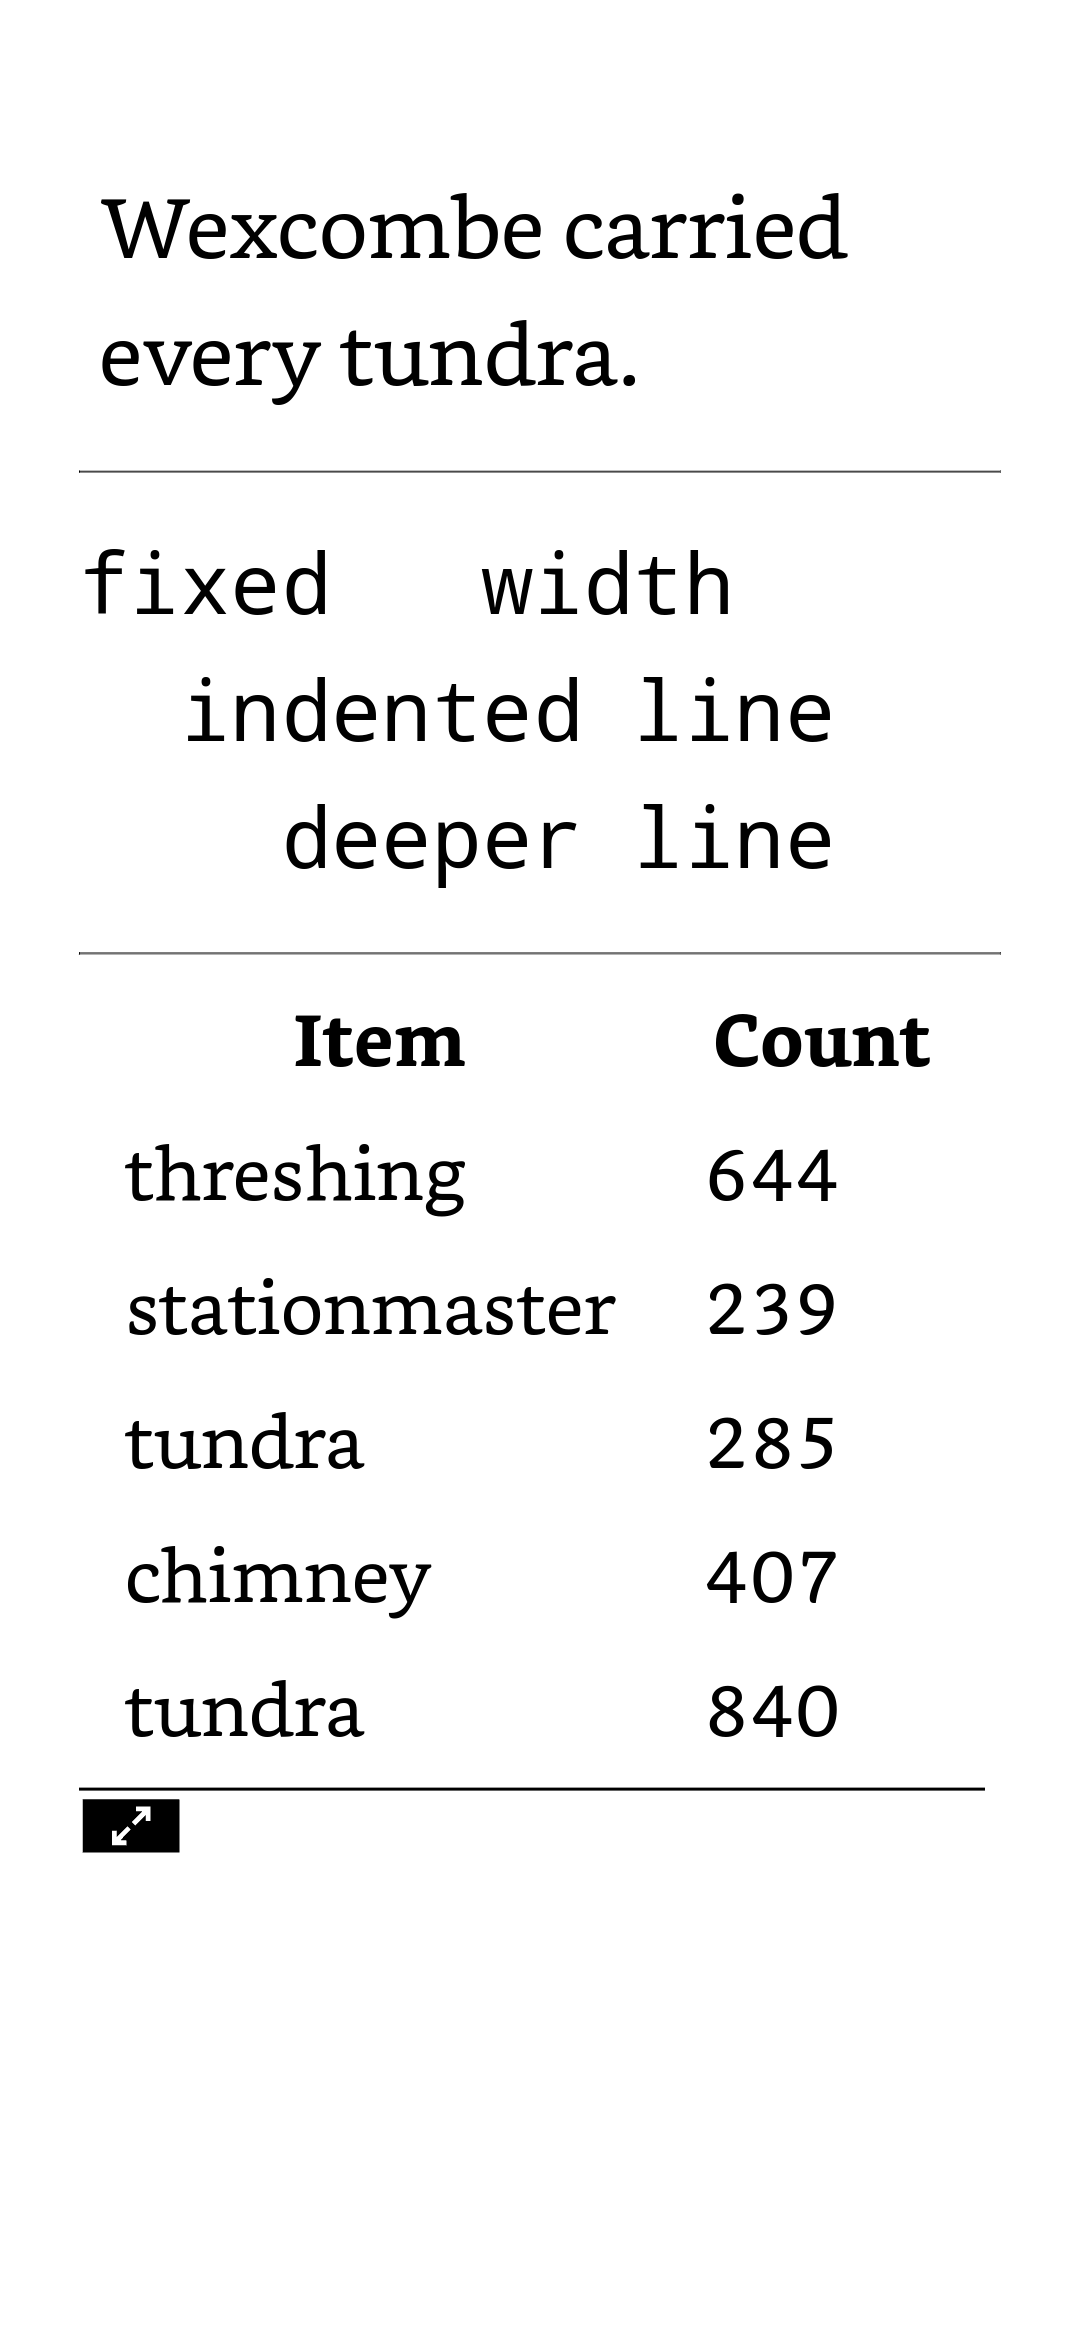 Wexcombe carried
every tundra.
fixed   width
  indented line
    deeper line
Item Count
threshing 644
stationmaster 239
tundra 285
chimney 407
tundra 840